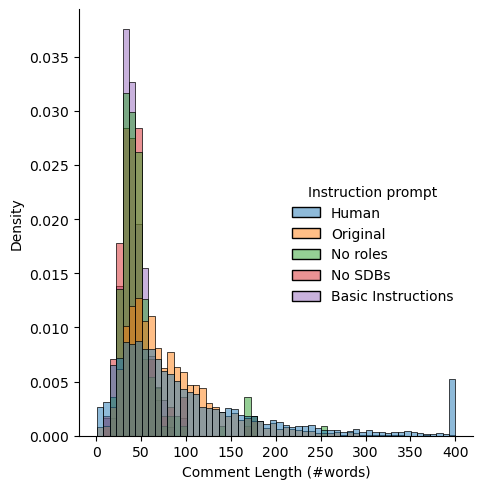 0.035
0.030
0.025
0.020
0.015
0.010
0.005
0.000
Density
Instruction prompt
Human
Original
No roles
No SDBs
Basic Instructions
0 50 100 150 200 250 300 350 400
Comment Length (#words)